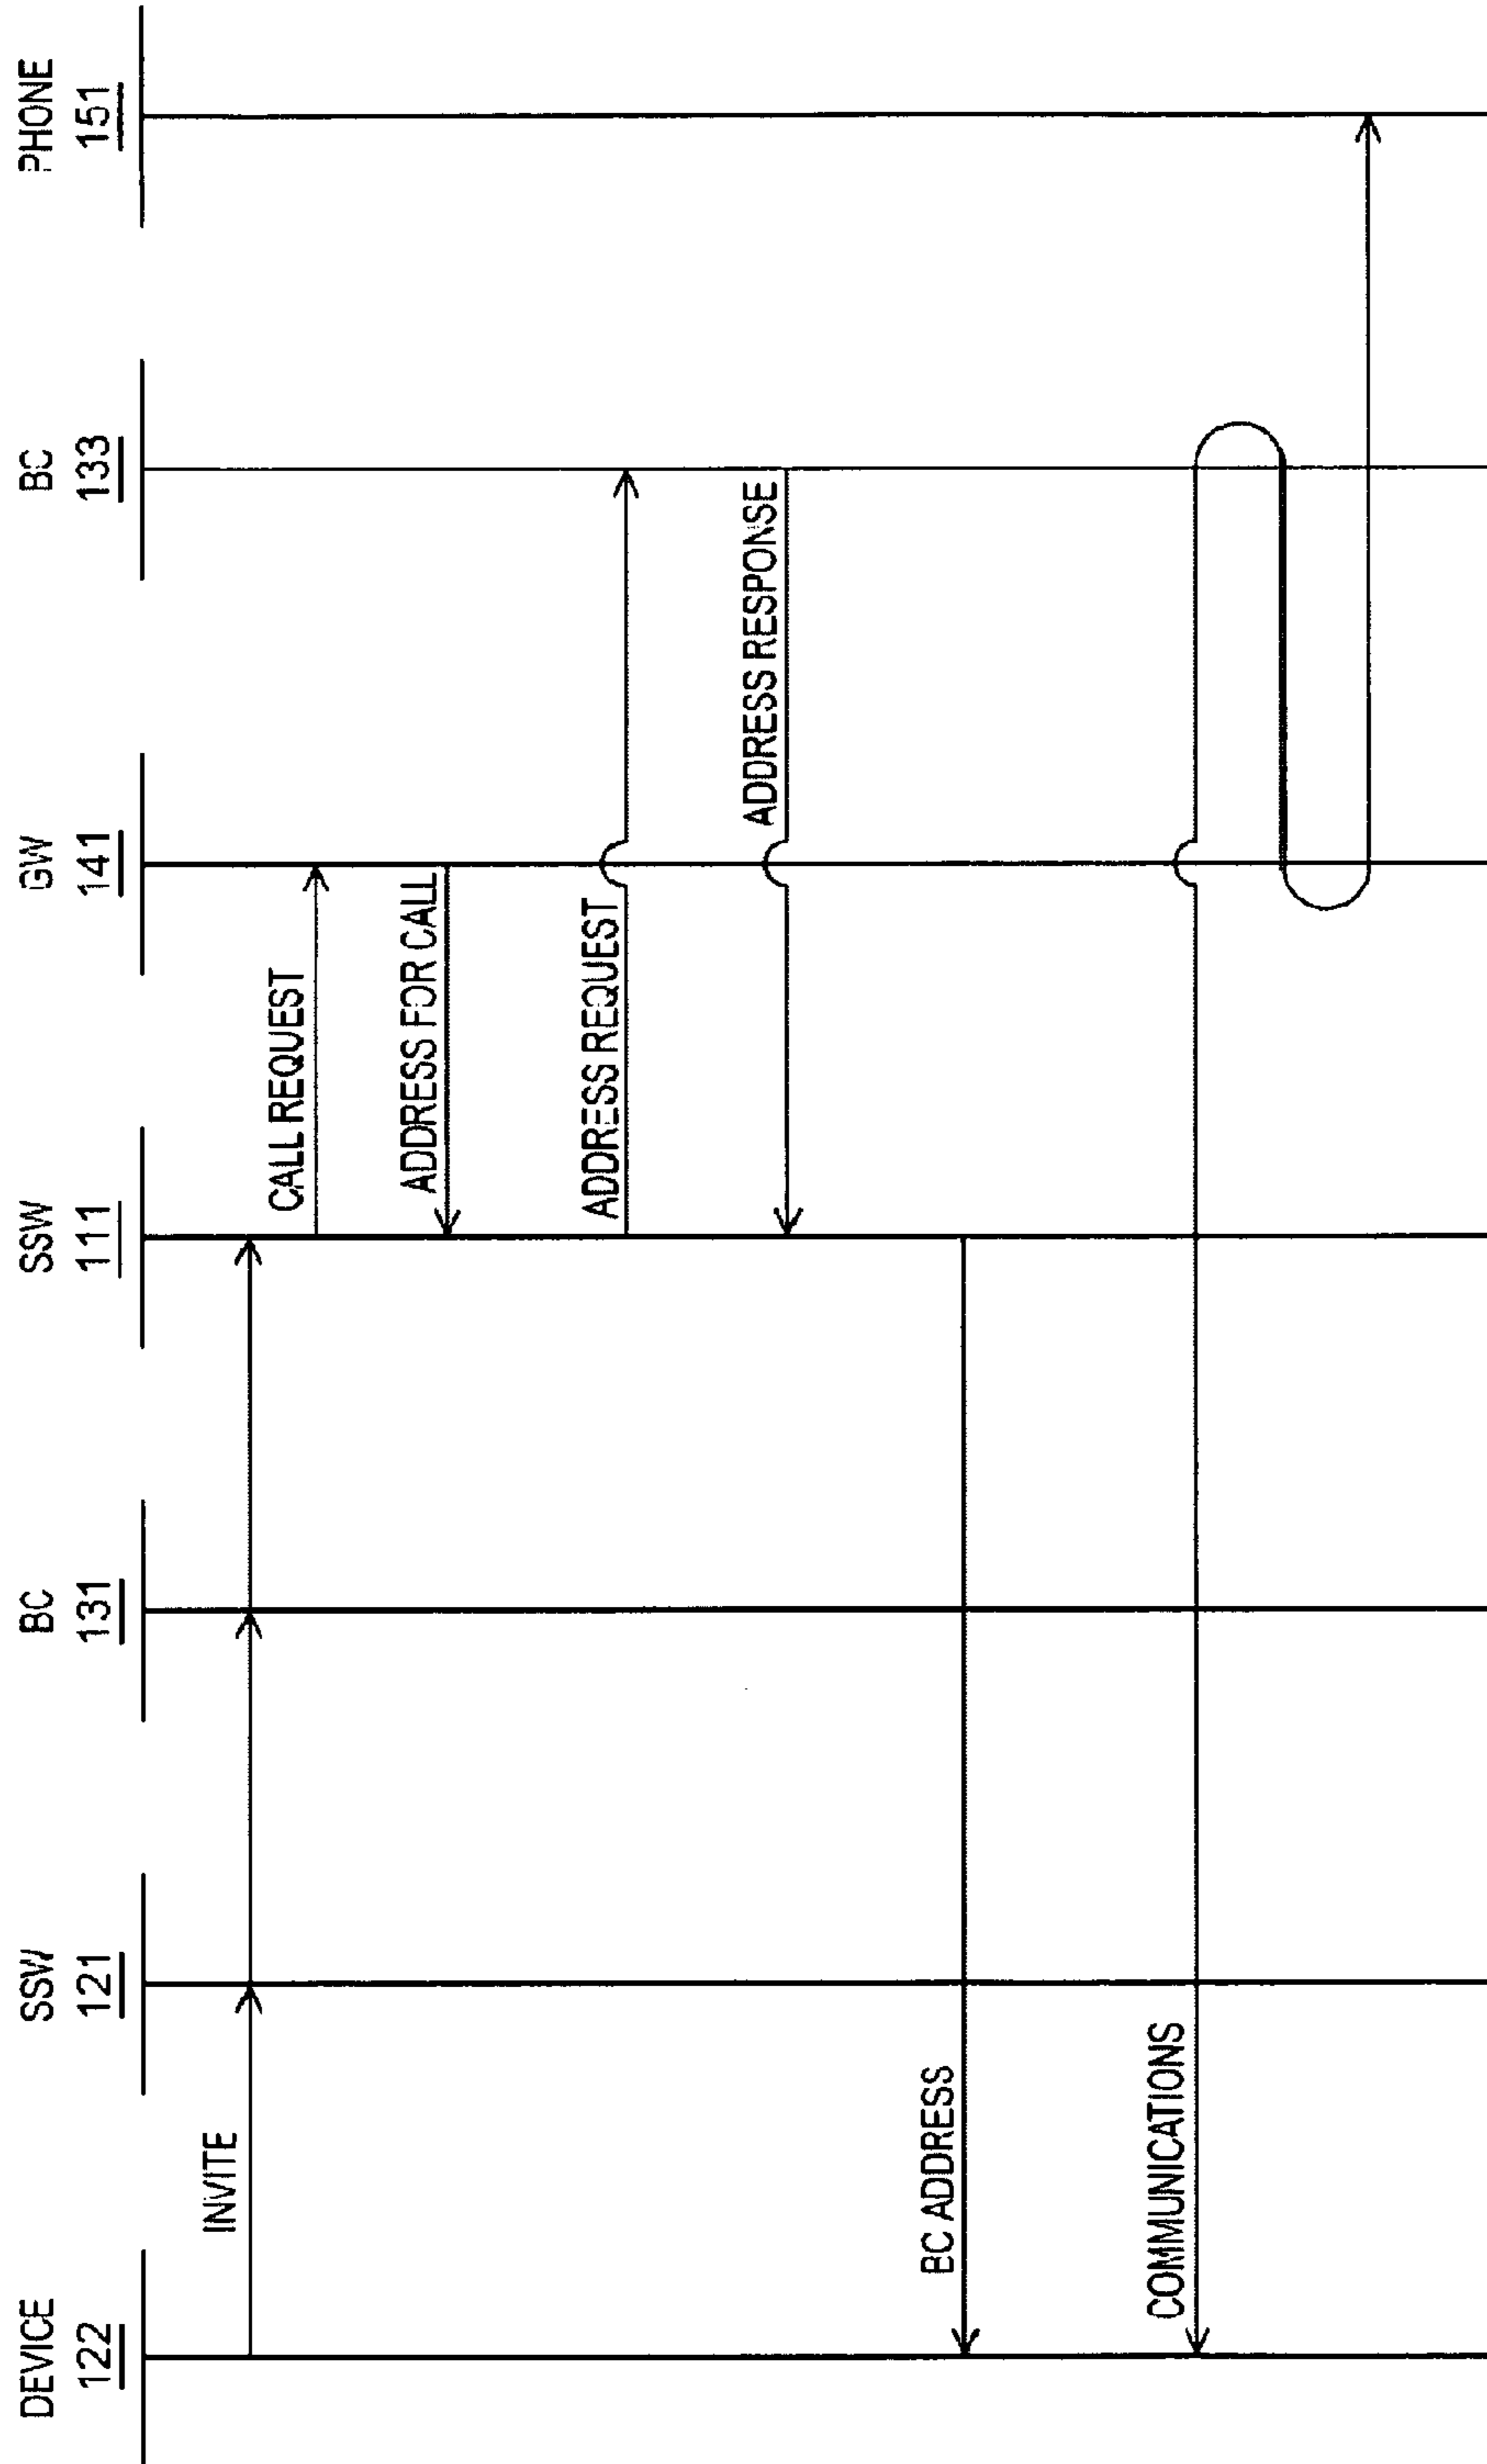 DEVICE
122
SSW
121
BC
131
SSW
111
GW
141
BC
133
PHONE
151
INVITE
CALL REQUEST
ADDRESS FOR CALL
ADDRESS REQUEST
ADDRESS RESPONSE
BC ADDRESS
COMMUNICATIONS